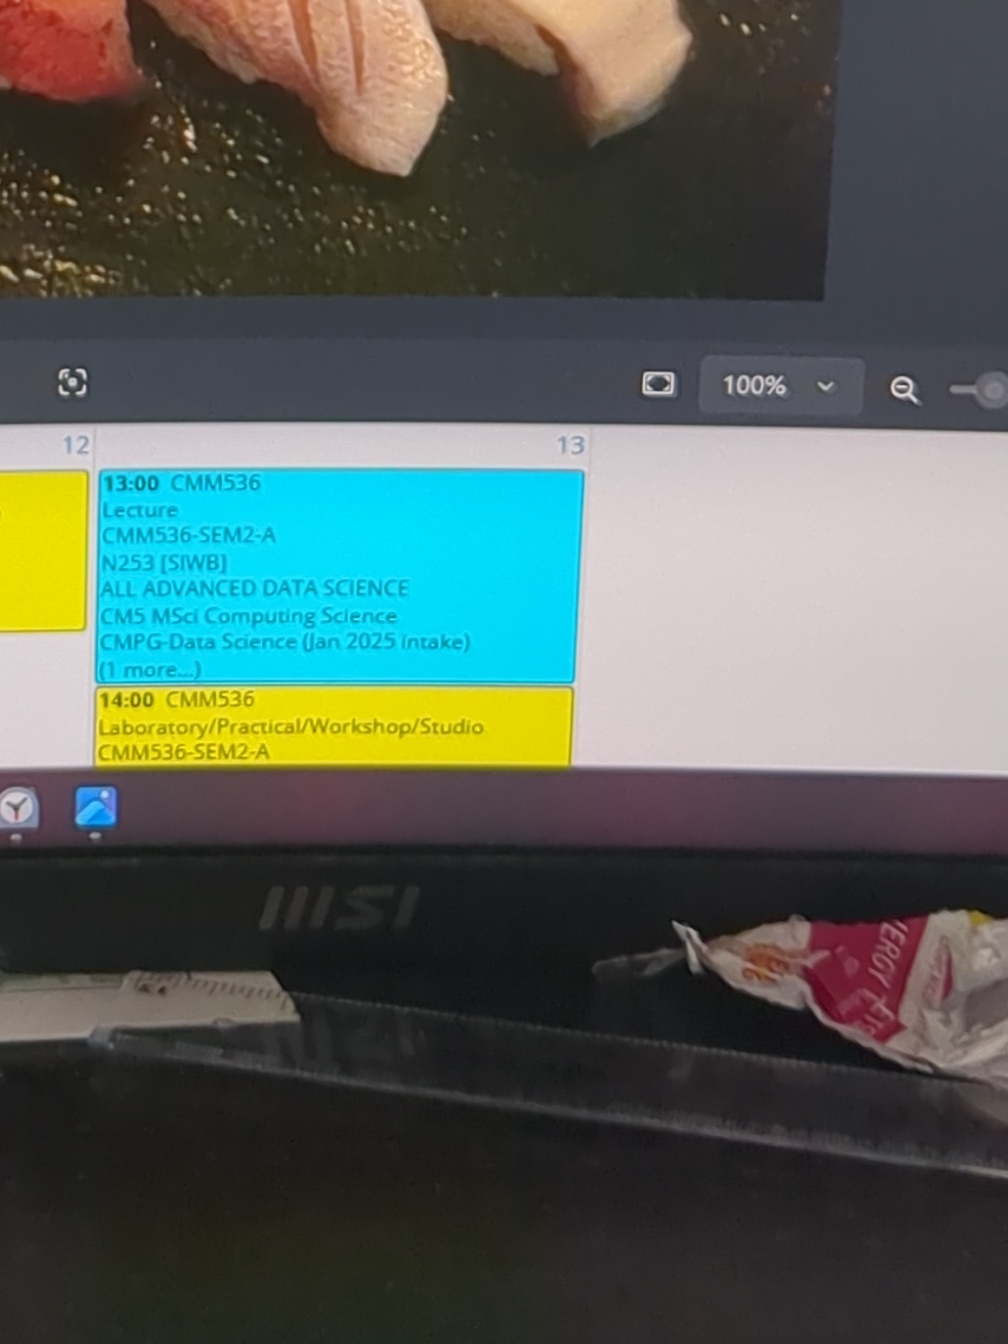 100%
12
13
13:00 CMM536
Lecture
CMM536-SEM2-A
N253 [SIWB]
ALL ADVANCED DATA SCIENCE
CM5 MSci Computing Science
CMPG-Data Science (Jan 2025 intake)
(1 more...)
14:00 CMM536
Laboratory/Practical/Workshop/Studio
CMM536-SEM2-A
msi